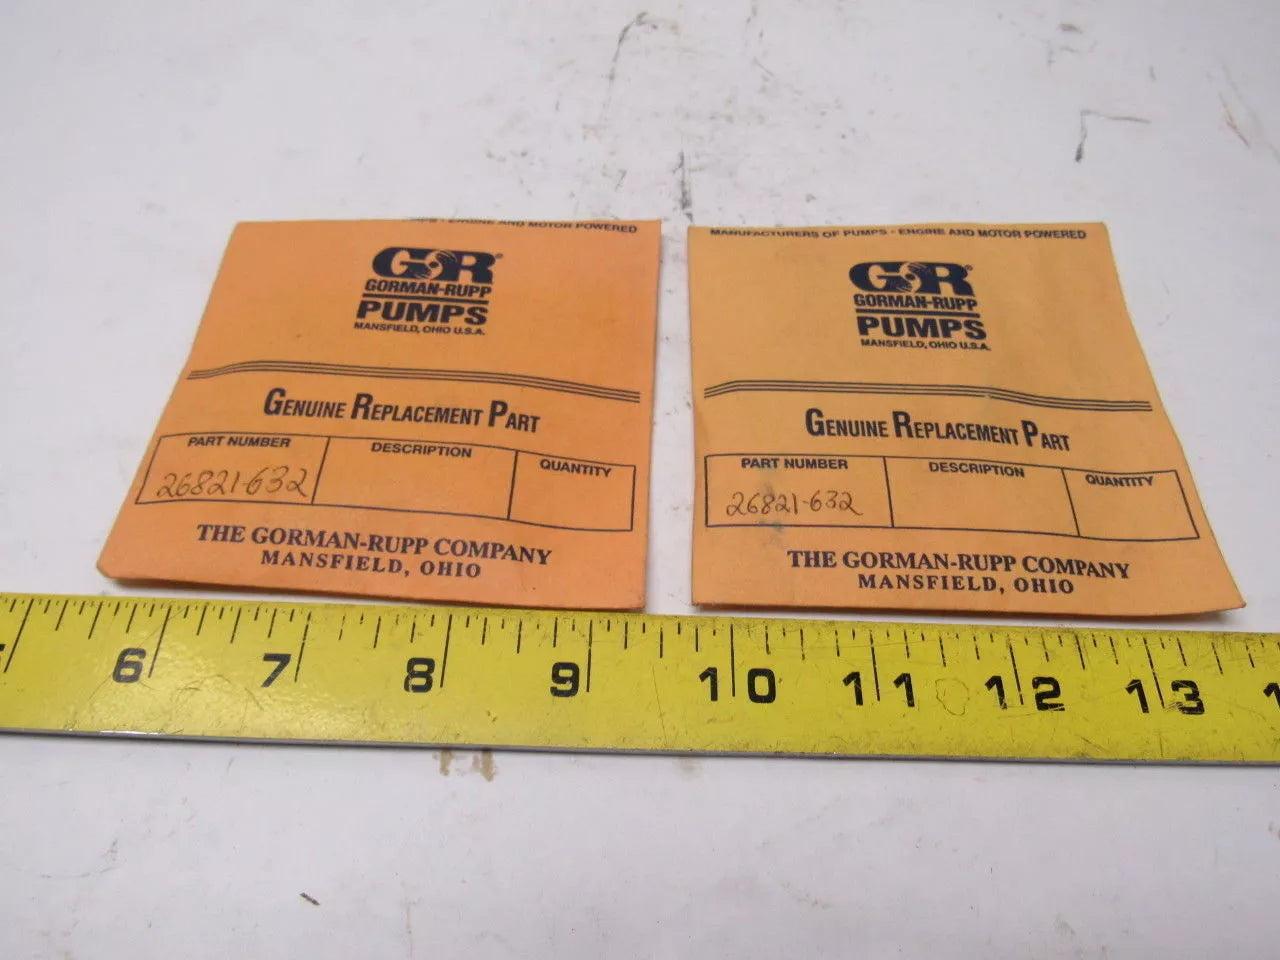 PUMPS • ENGINE AND MOTOR POWERED
GR®
GORMAN-RUPP
PUMPS
MANSFIELD, OHIO U.S.A.
GENUINE REPLACEMENT PART
PART NUMBER DESCRIPTION QUANTITY
26821-632
THE GORMAN-RUPP COMPANY
MANSFIELD, OHIO
MANUFACTURERS OF PUMPS • ENGINE AND MOTOR POWERED
GR®
GORMAN-RUPP
PUMPS
MANSFIELD, OHIO U.S.A.
GENUINE REPLACEMENT PART
PART NUMBER DESCRIPTION QUANTITY
26821-632
THE GORMAN-RUPP COMPANY
MANSFIELD, OHIO
6 7 8 9 10 11 12 13